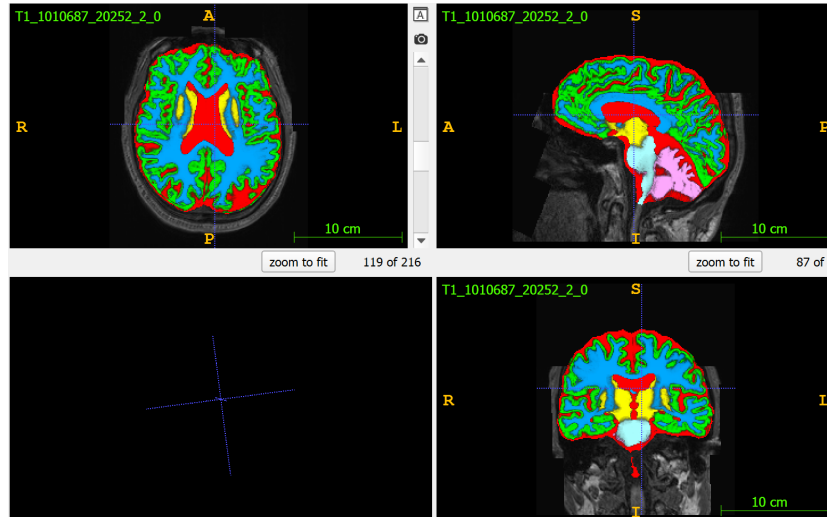 T1_1010687_20252_2_0
A
R
L
P
10 cm
A
zoom to fit
119 of 216
T1_1010687_20252_2_0
S
A
P
I
10 cm
zoom to fit
87 of
T1_1010687_20252_2_0
S
R
L
I
10 cm